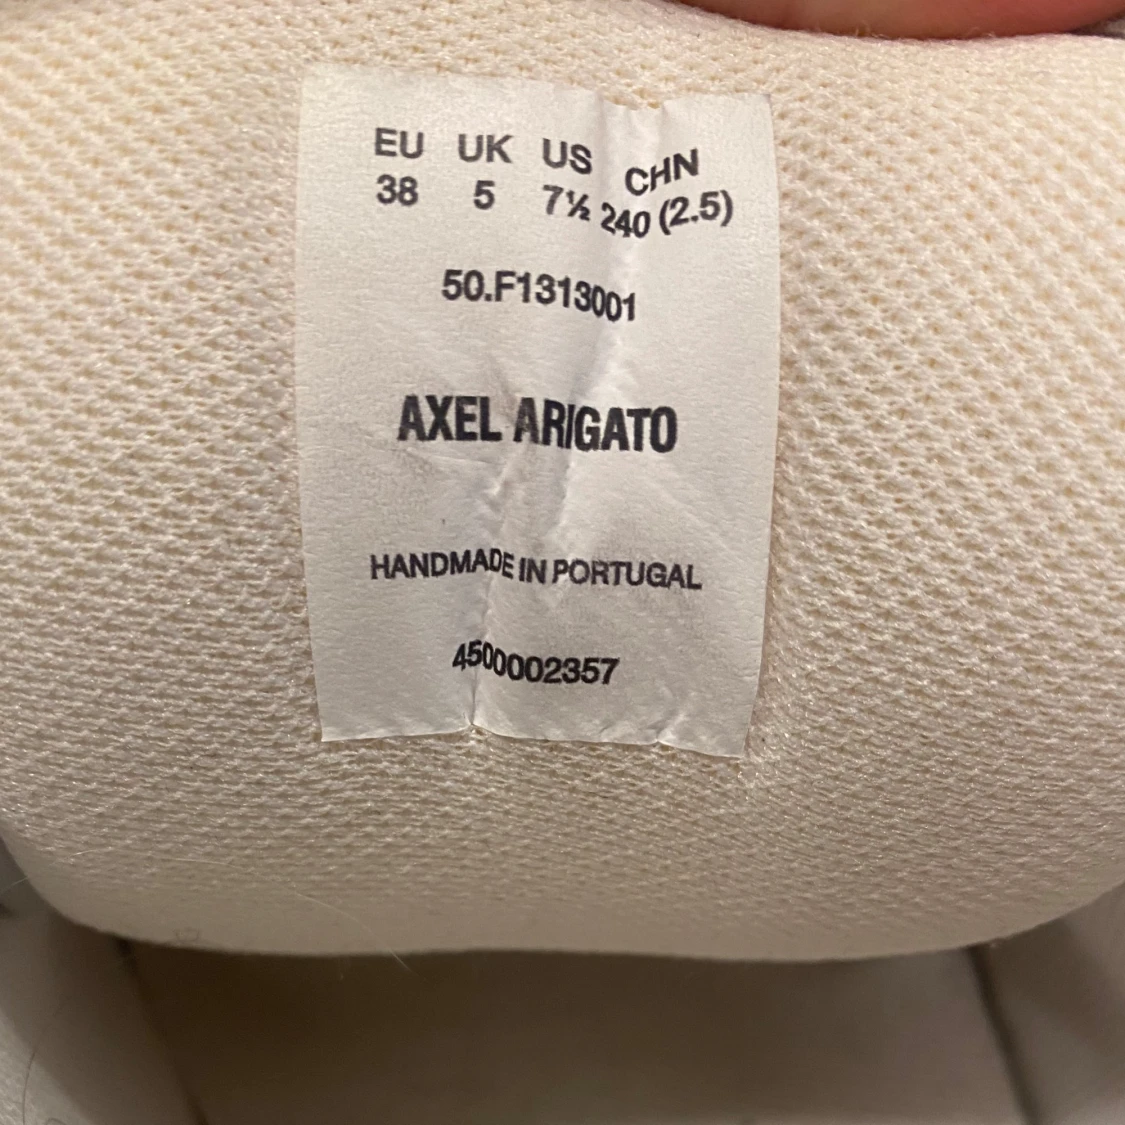 EU UK US CHN
38 5 7½ 240 (2.5)
50.F1313001
AXEL ARIGATO
HANDMADE IN PORTUGAL
4500002357